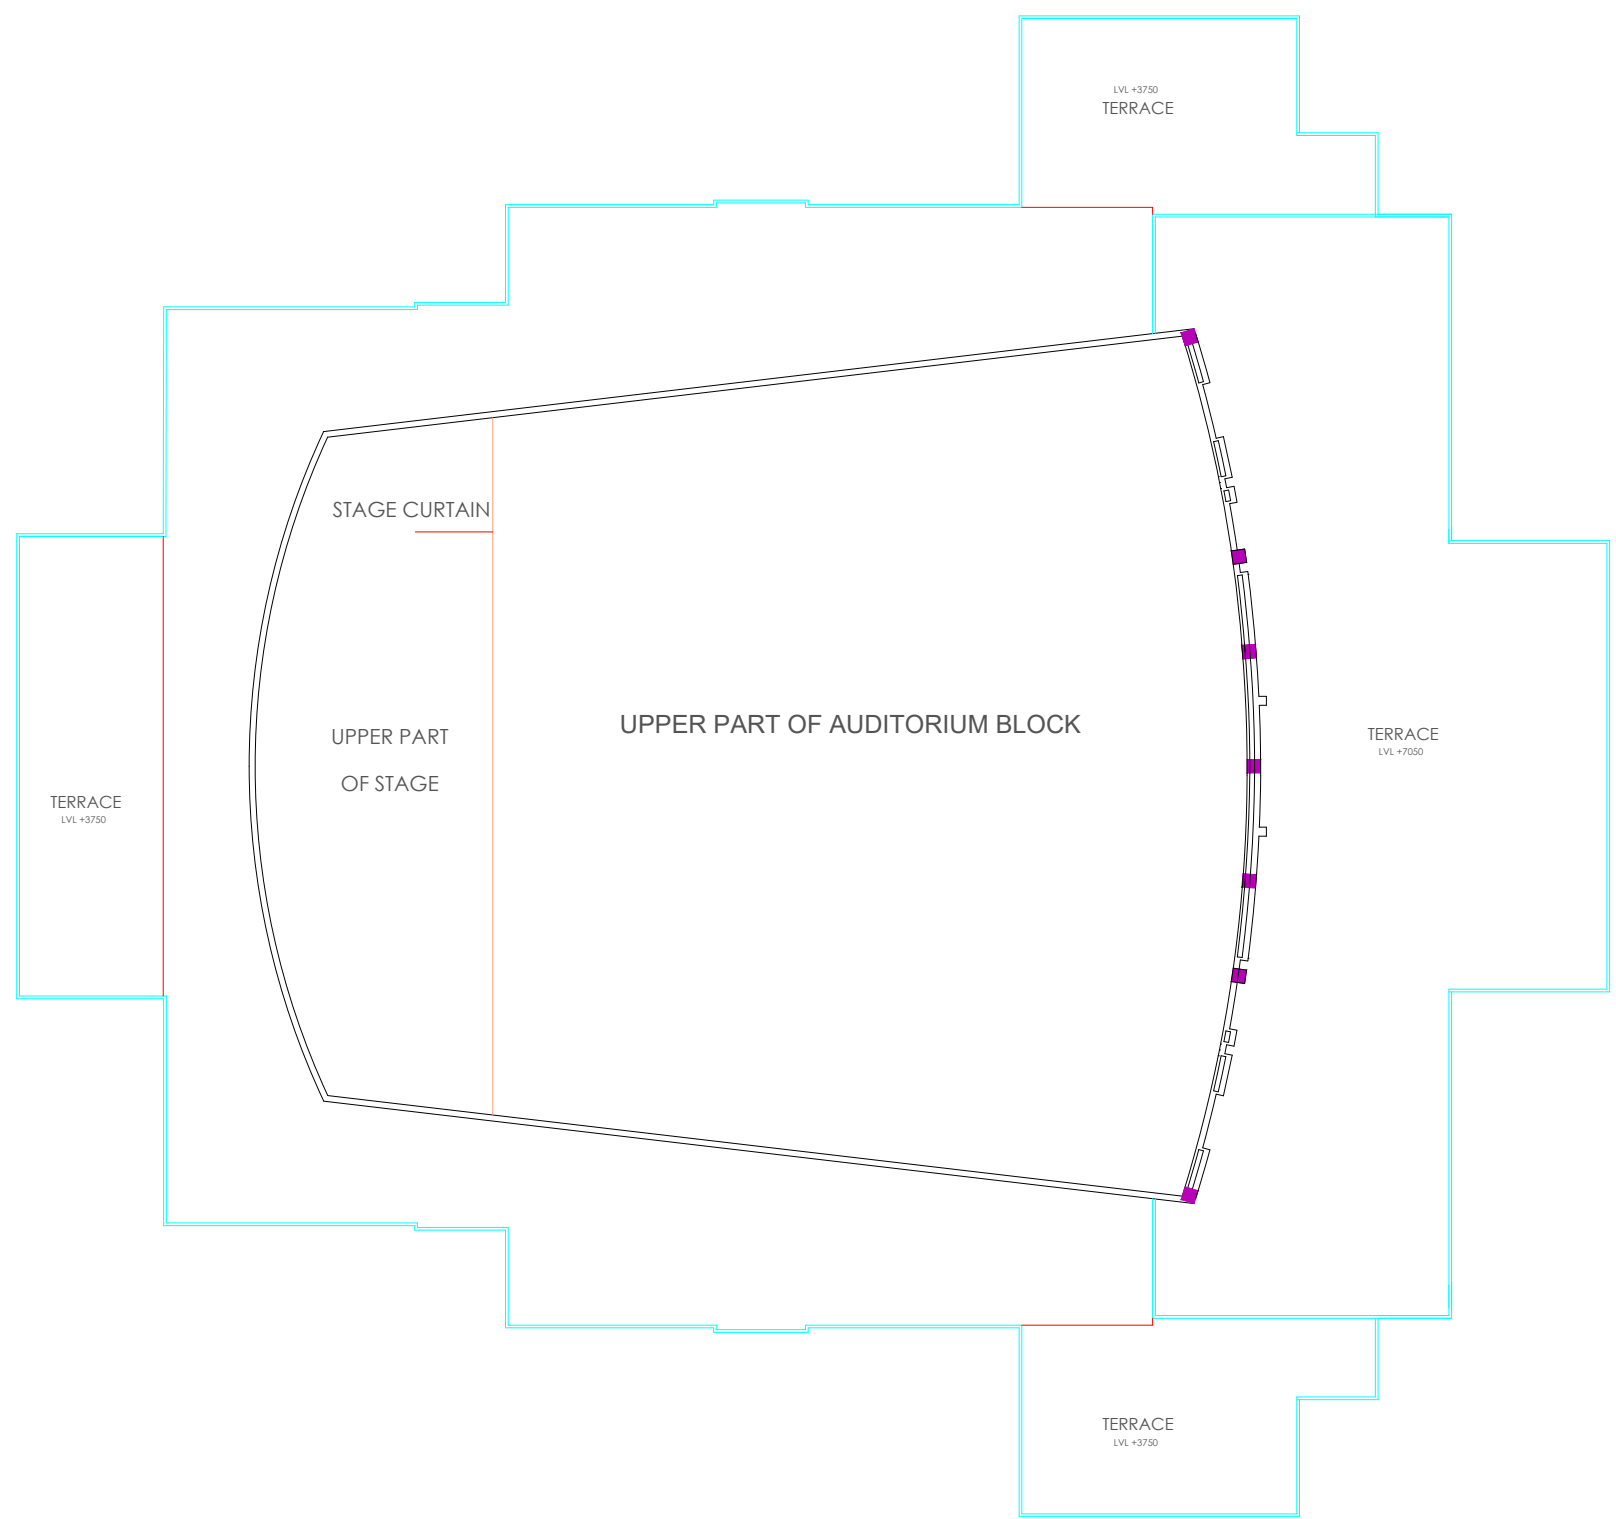 LVL +3750
TERRACE
STAGE CURTAIN
UPPER PART OF AUDITORIUM BLOCK
UPPER PART
OF STAGE
TERRACE
LVL +7050
TERRACE
LVL +3750
TERRACE
LVL +3750